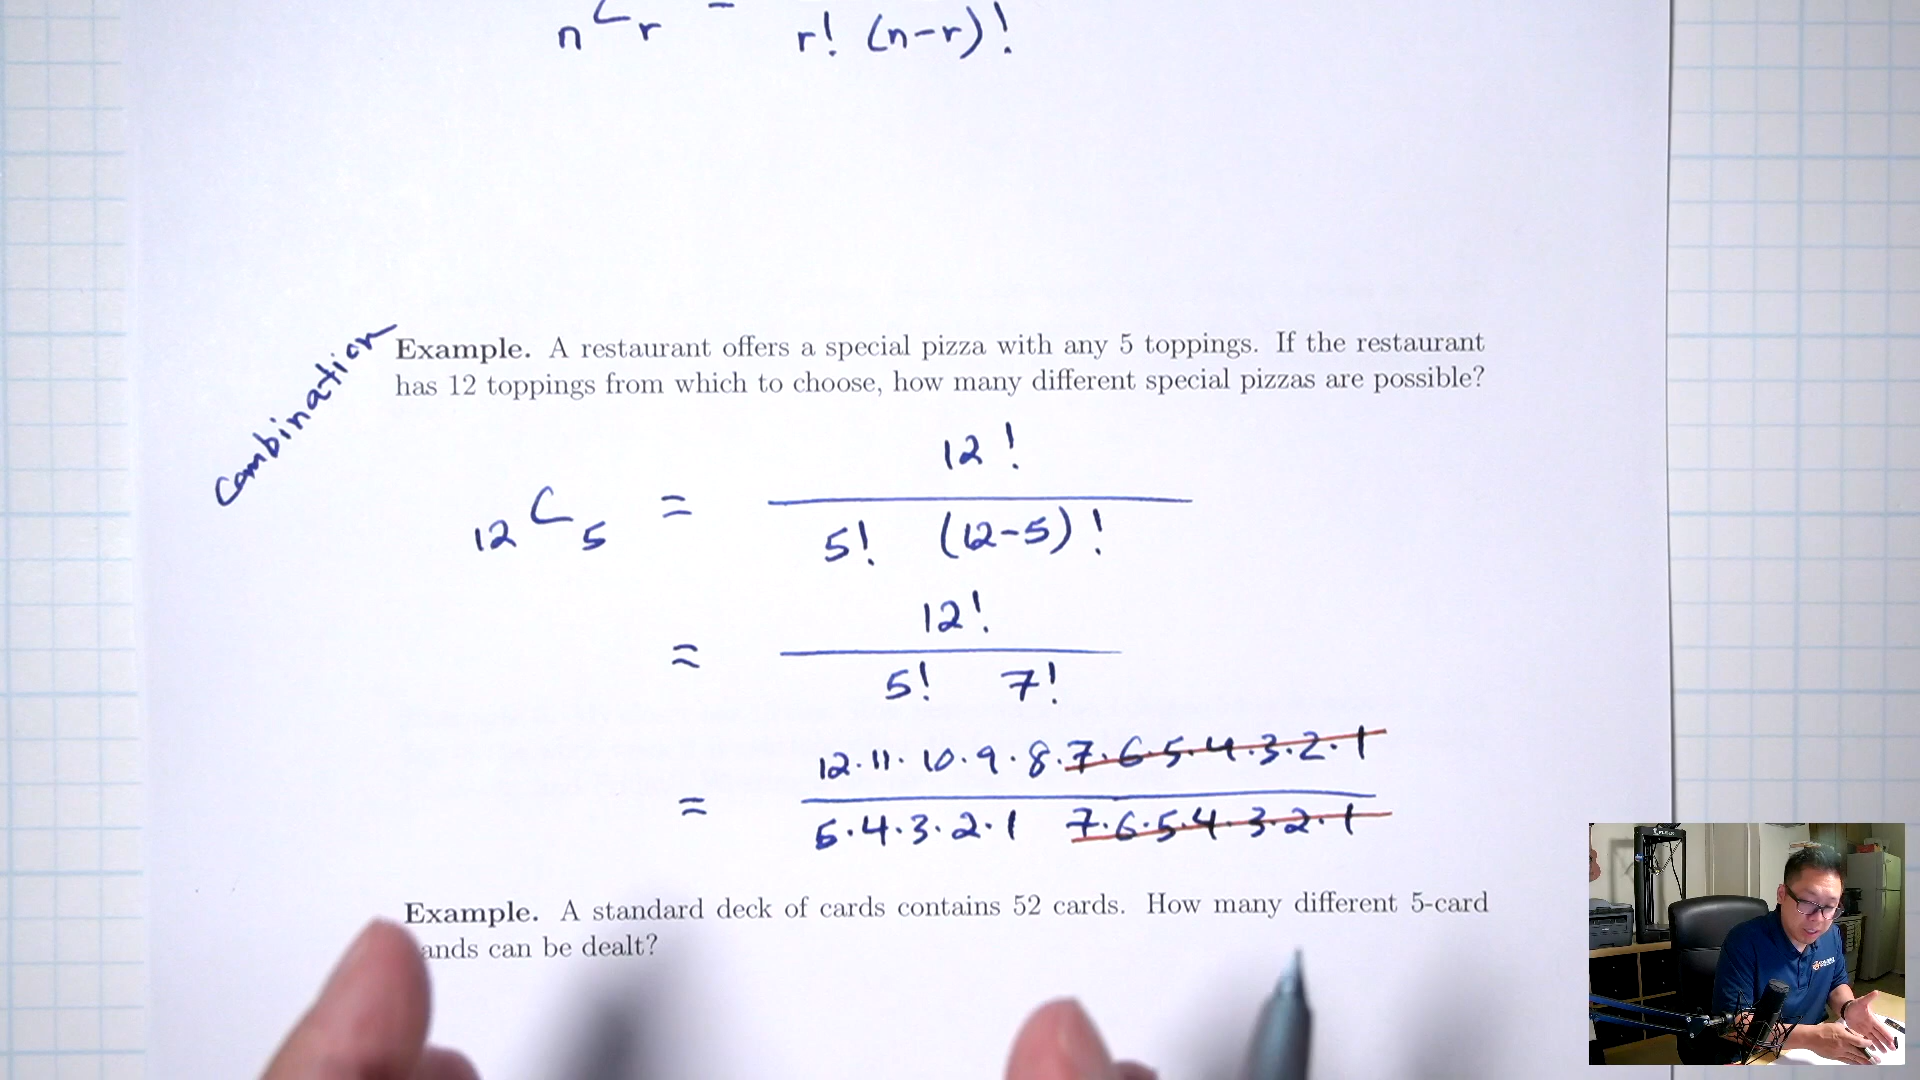 nCr = r! (n-r)!
Combination
Example. A restaurant offers a special pizza with any 5 toppings. If the restaurant
has 12 toppings from which to choose, how many different special pizzas are possible?
12 !
12 C 5 =
5! (12-5) !
12!
=
5! 7!
12·11·10·9·8·7·6·5·4·3·2·1
=
5·4·3·2·1 7·6·5·4·3·2·1
Example. A standard deck of cards contains 52 cards. How many different 5-card
ands can be dealt?